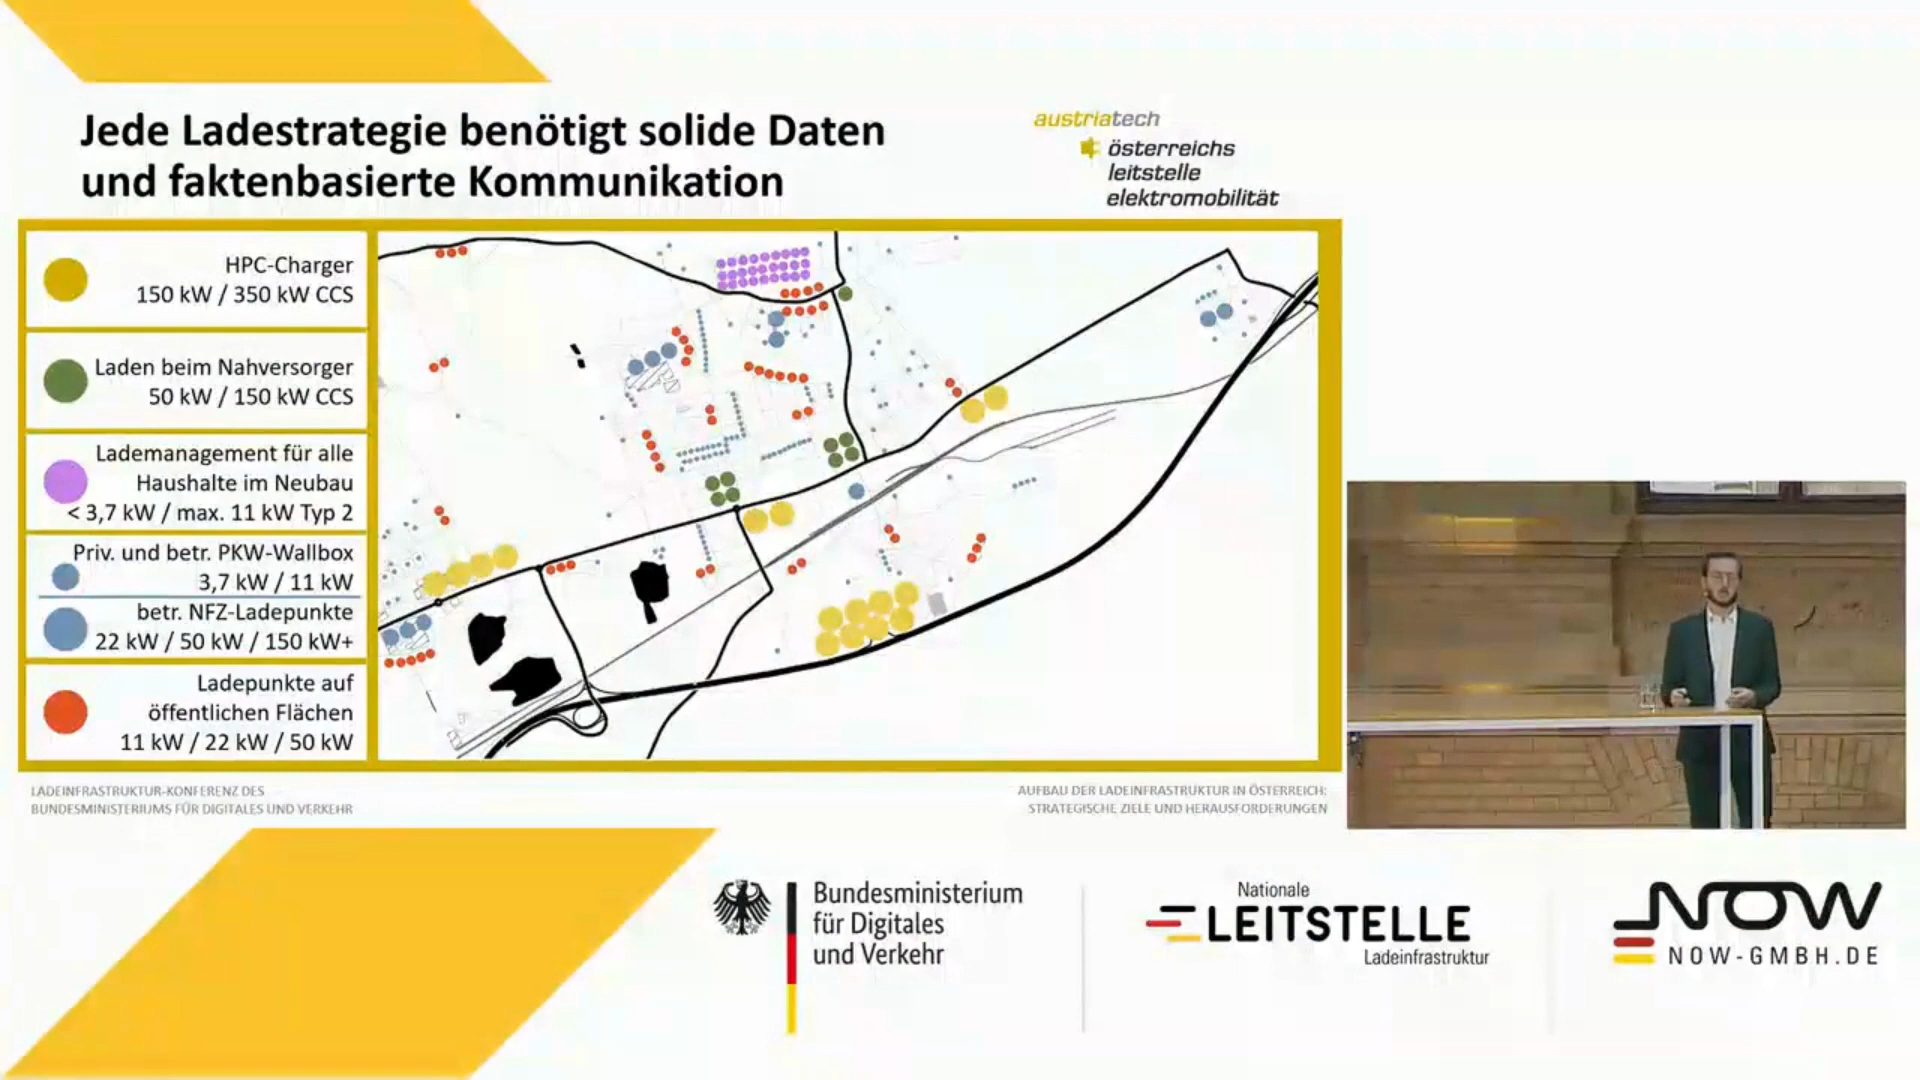 Jede Ladestrategie benötigt solide Daten
und faktenbasierte Kommunikation
austriatech
österreichs
leitstelle
elektromobilität
HPC-Charger
150 kW / 350 kW CCS
Laden beim Nahversorger
50 kW / 150 kW CCS
Lademanagement für alle
Haushalte im Neubau
< 3,7 kW / max. 11 kW Typ 2
Priv. und betr. PKW-Wallbox
3,7 kW / 11 kW
betr. NFZ-Ladepunkte
22 kW / 50 kW / 150 kW+
Ladepunkte auf
öffentlichen Flächen
11 kW / 22 kW / 50 kW
LADEINFRASTRUKTUR-KONFERENZ DES
BUNDESMINISTERIUMS FÜR DIGITALES UND VERKEHR
AUFBAU DER LADEINFRASTRUKTUR IN ÖSTERREICH:
STRATEGISCHE ZIELE UND HERAUSFORDERUNGEN
Bundesministerium
für Digitales
und Verkehr
Nationale
LEITSTELLE
Ladeinfrastruktur
NOW
NOW-GMBH.DE